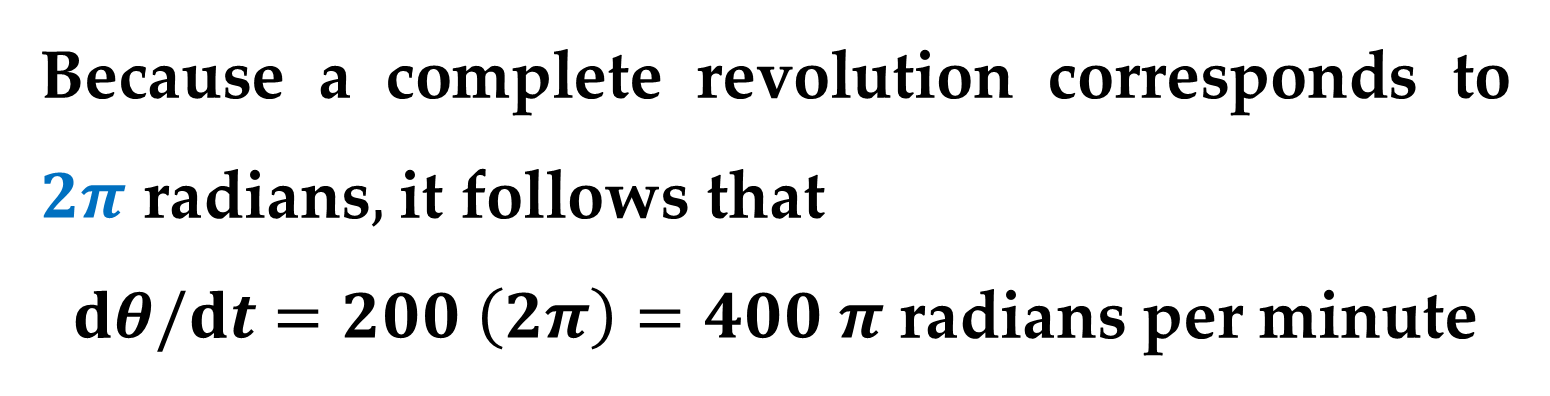 Because a complete revolution corresponds to
2π radians, it follows that
dθ/dt = 200 (2π) = 400 π radians per minute